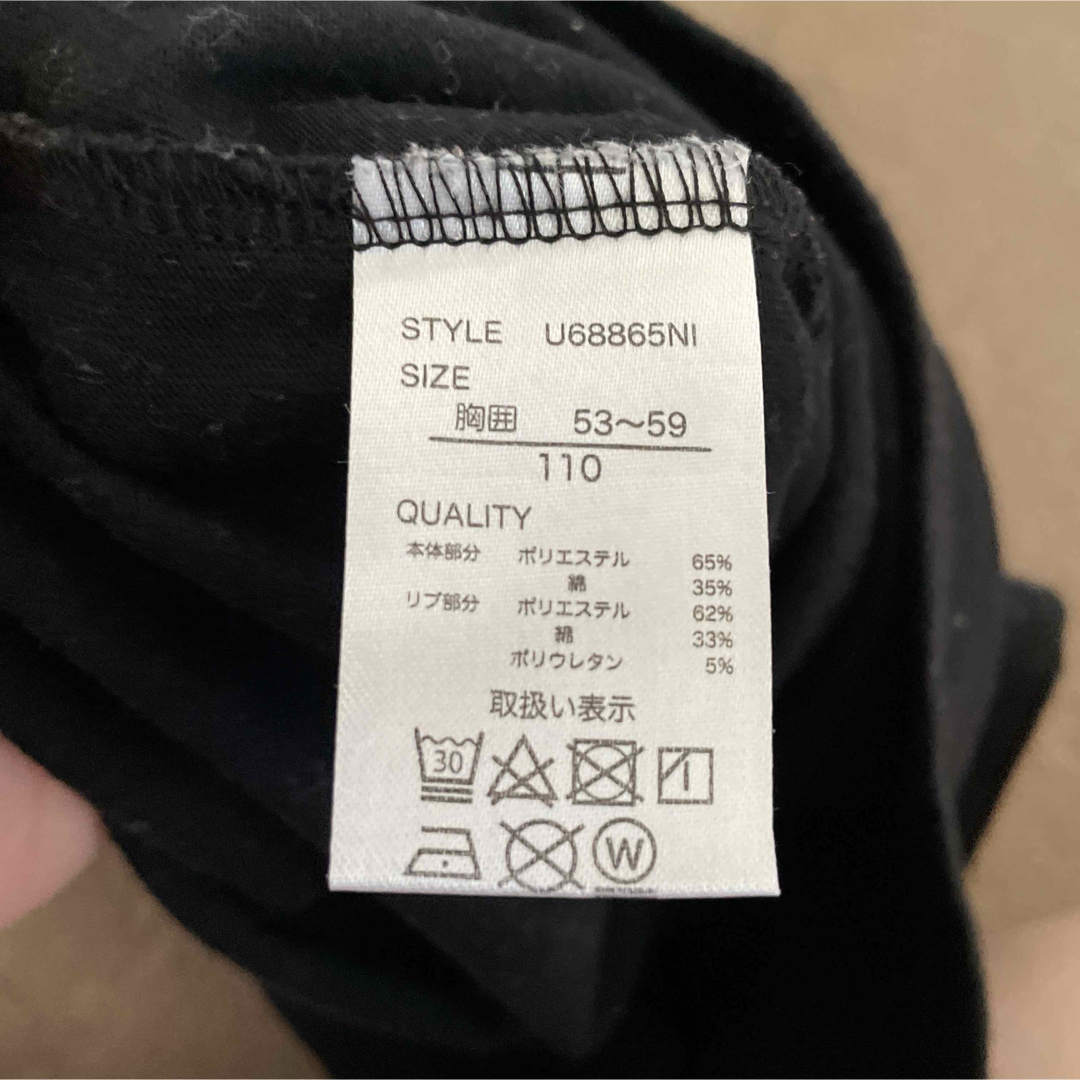 STYLE U68865NI
SIZE
胸囲 53～59
110
QUALITY
本体部分 ポリエステル 65%
綿 35%
リブ部分 ポリエステル 62%
綿 33%
ポリウレタン 5%
取扱い表示
30
W